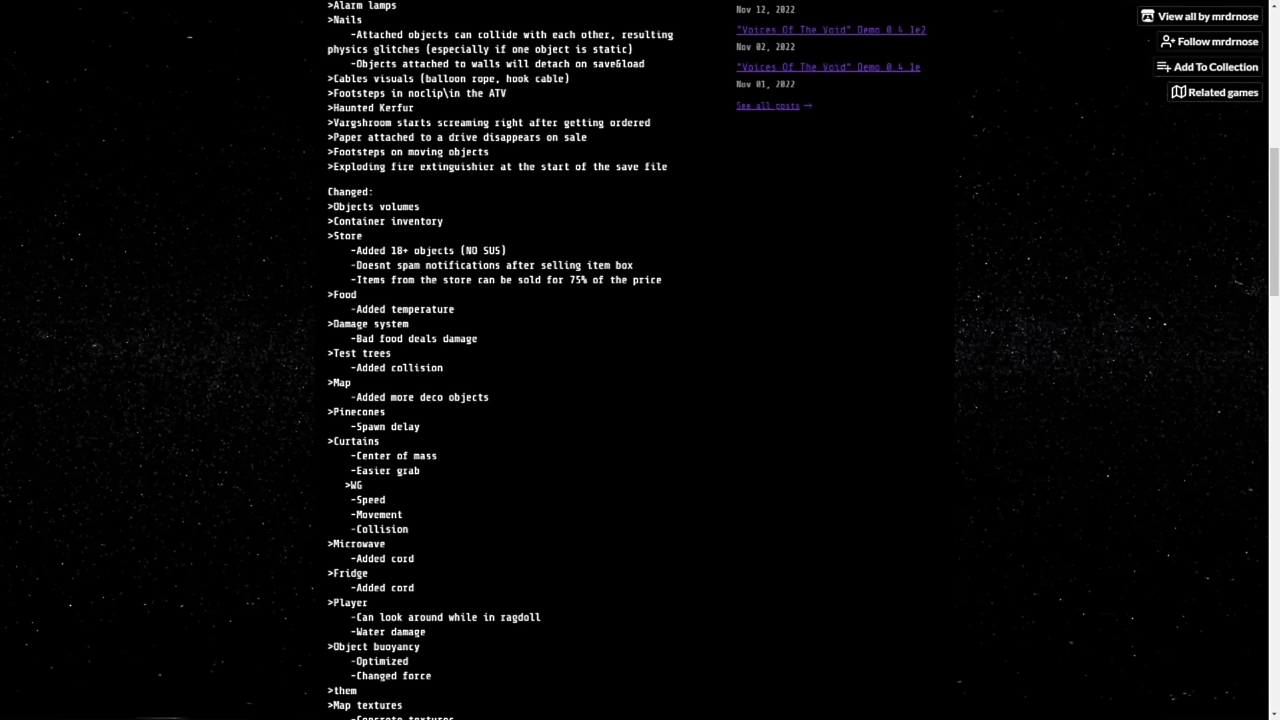 >Alarm lamps
>Nails
-Attached objects can collide with each other, resulting
physics glitches (especially if one object is static)
-Objects attached to walls will detach on save&load
>Cables visuals (balloon rope, hook cable)
>Footsteps in noclip\in the ATV
>Haunted Kerfur
>Vargshroom starts screaming right after getting ordered
>Paper attached to a drive disappears on sale
>Footsteps on moving objects
>Exploding fire extinguishier at the start of the save file
Changed:
>Objects volumes
>Container inventory
>Store
-Added 18+ objects (NO SUS)
-Doesnt spam notifications after selling item box
-Items from the store can be sold for 75% of the price
>Food
-Added temperature
>Damage system
-Bad food deals damage
>Test trees
-Added collision
>Map
-Added more deco objects
>Pinecones
-Spawn delay
>Curtains
-Center of mass
-Easier grab
>WG
-Speed
-Movement
-Collision
>Microwave
-Added cord
>Fridge
-Added cord
>Player
-Can look around while in ragdoll
-Water damage
>Object buoyancy
-Optimized
-Changed force
>them
>Map textures
-Concrete textures
Nov 12, 2022
"Voices Of The Void" Demo 0.4.1e2
Nov 02, 2022
"Voices Of The Void" Demo 0.4.1e
Nov 01, 2022
See all posts →
View all by mrdrnose
Follow mrdrnose
Add To Collection
Related games